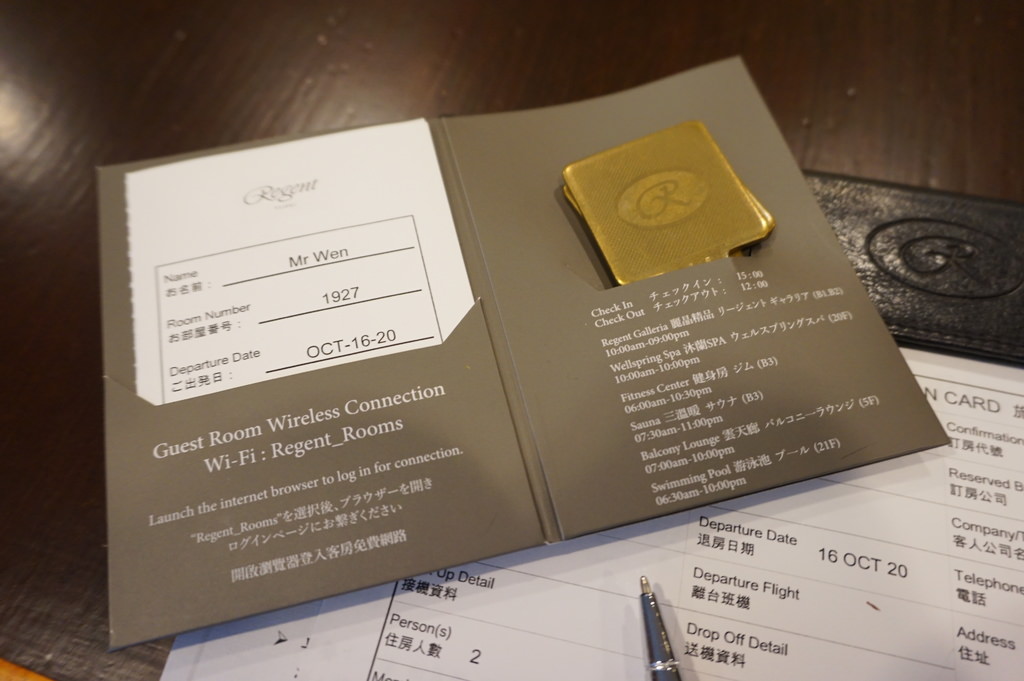 Regent
Name
お名前：
Mr Wen
Room Number
お部屋番号：
1927
Departure Date
ご出発日：
OCT-16-20
Guest Room Wireless Connection
Wi-Fi : Regent_Rooms
Launch the internet browser to log in for connection.
"Regent_Rooms"を選択後、ブラウザーを開き
ログインページにお繋ぎください
開啟瀏覽器登入客房免費網路
R
Check In チェックイン： 15 : 00
Check Out チェックアウト： 12 : 00
Regent Galleria 麗晶精品 リージェント ギャラリア (B1,B2)
10:00am-09:00pm
Wellspring Spa 沐蘭SPA ウェルスプリングスパ (20F)
10:00am-10:00pm
Fitness Center 健身房 ジム (B3)
06:00am-10:30pm
Sauna 三溫暖 サウナ (B3)
07:30am-11:00pm
Balcony Lounge 雲天廊 バルコニーラウンジ (5F)
07:00am-10:00pm
Swimming Pool 游泳池 プール (21F)
06:30am-10:00pm
R
N CARD
Confirmation
訂房代號
Reserved B
訂房公司
Company/T
客人公司名
Telephone
電話
Address
住址
Departure Date
退房日期
16 OCT 20
Departure Flight
離台班機
Drop Off Detail
送機資料
Up Detail
接機資料
Person(s)
住房人數
2